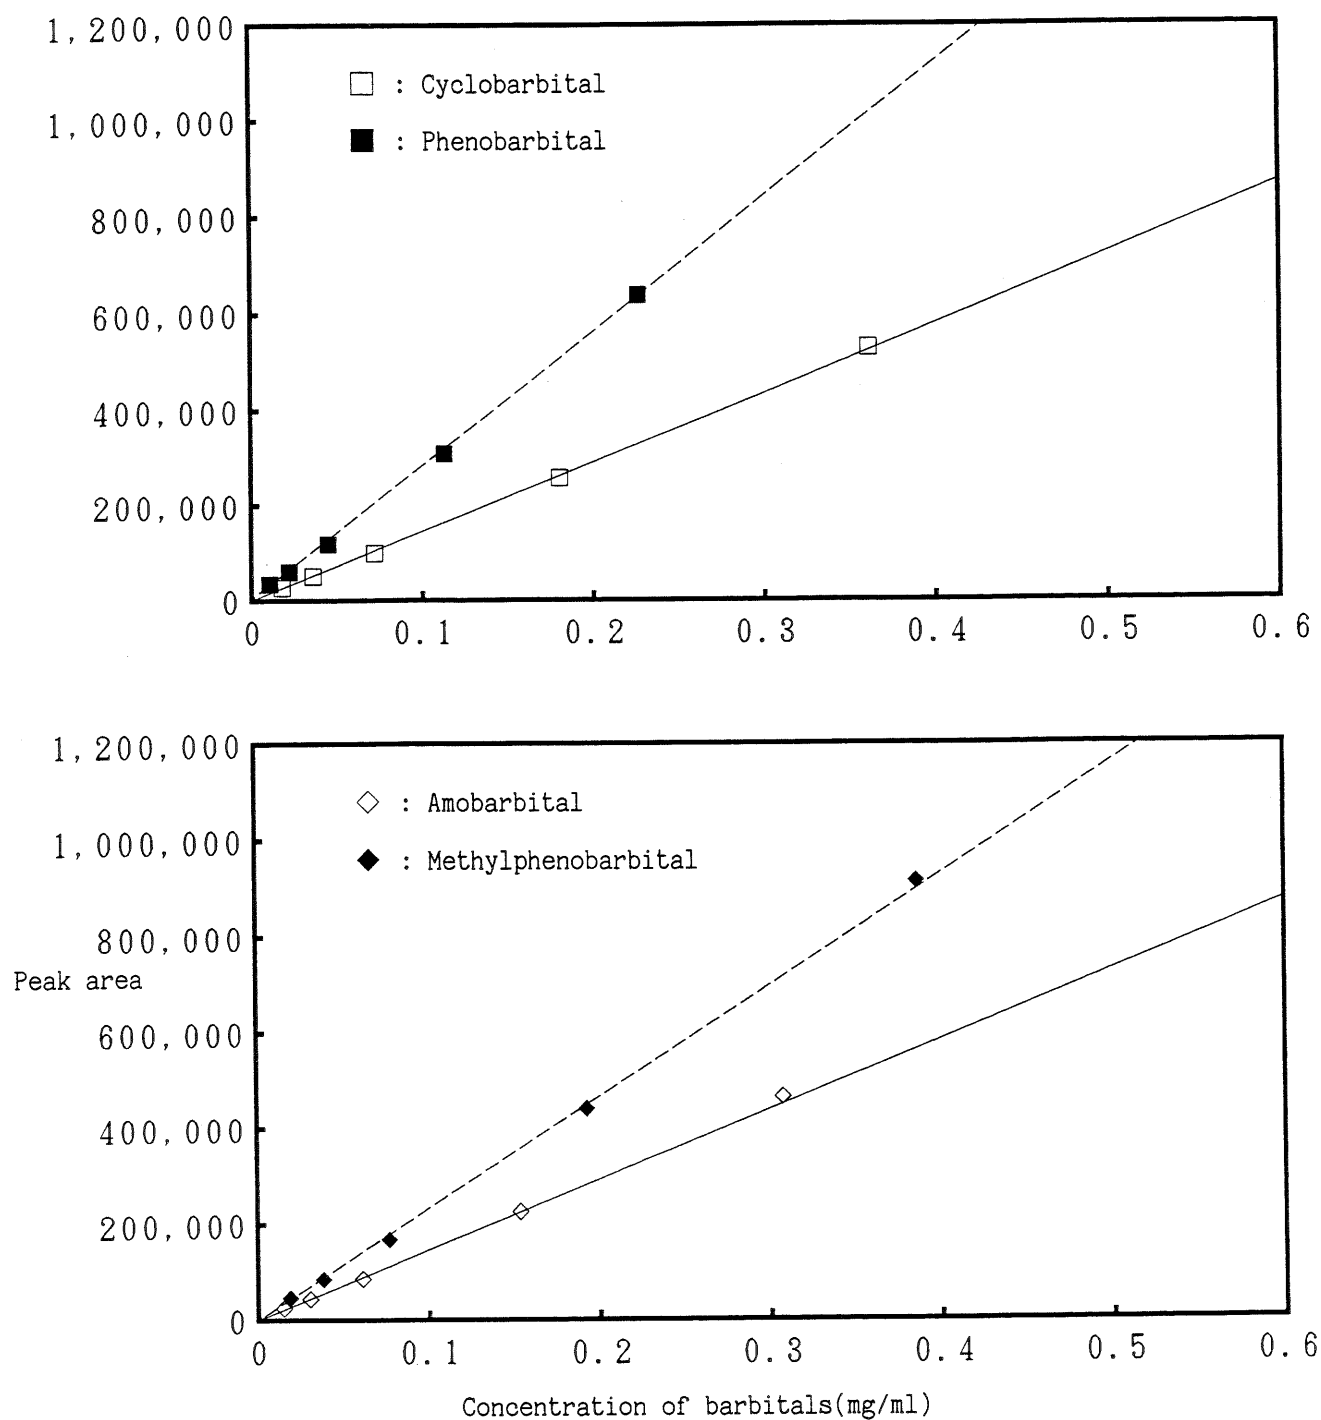 1,200,000
□ : Cyclobarbital
1,000,000
■ : Phenobarbital
800,000
600,000
400,000
200,000
0
0 0.1 0.2 0.3 0.4 0.5 0.6
1,200,000
◇ : Amobarbital
1,000,000
◆ : Methylphenobarbital
800,000
Peak area
600,000
400,000
200,000
0
0 0.1 0.2 0.3 0.4 0.5 0.6
Concentration of barbitals(mg/ml)